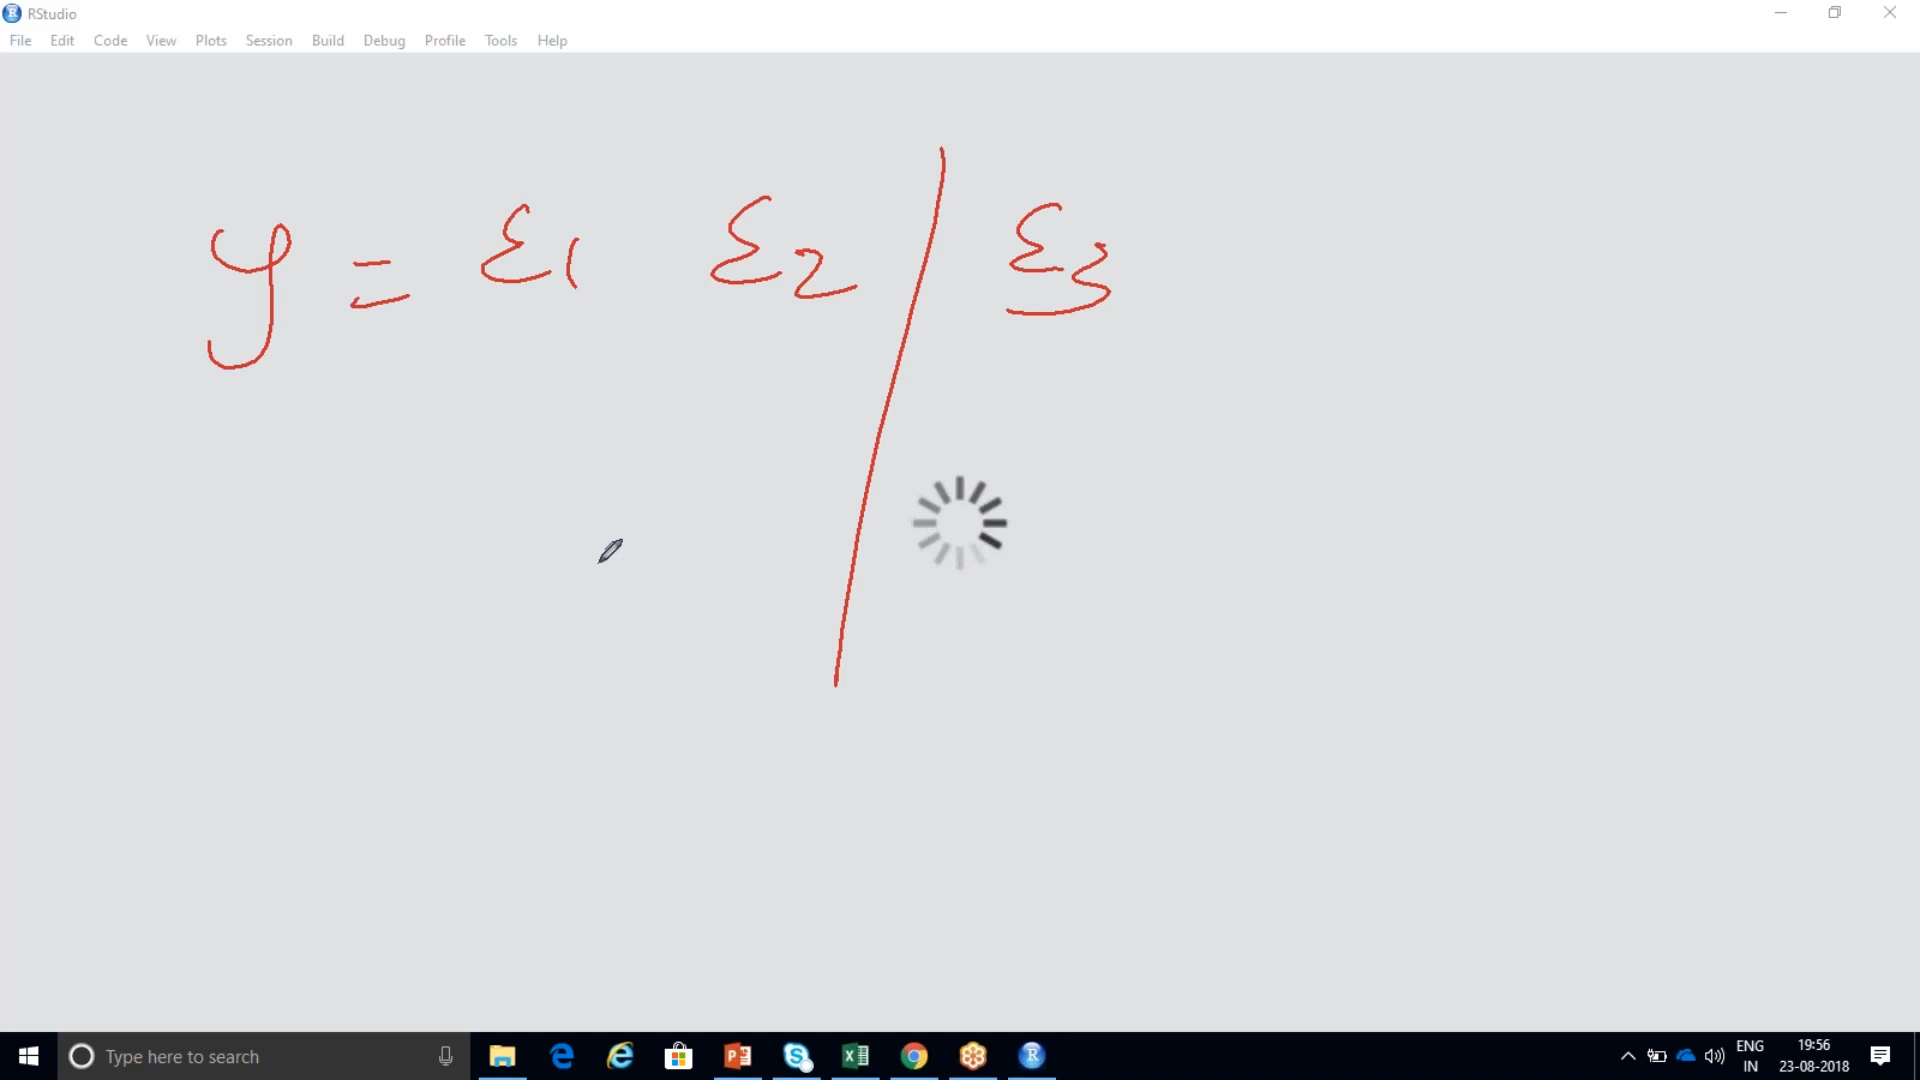 RStudio
File Edit Code View Plots Session Build Debug Profile Tools Help
y = ε1 ε2 / ε3
Type here to search
ENG
IN
19:56
23-08-2018